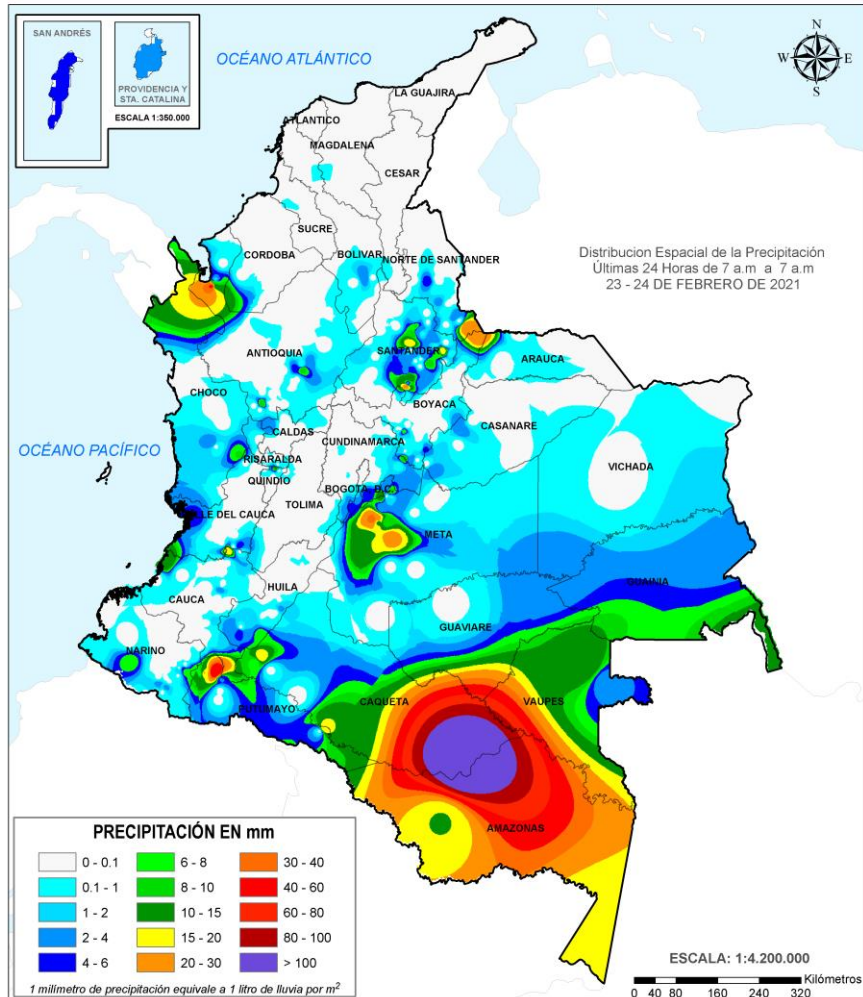 SAN ANDRÉS
PROVIDENCIA Y
STA. CATALINA
ESCALA 1:350.000
OCÉANO ATLÁNTICO
N
W E
S
LA GUAJIRA
ATLANTICO
MAGDALENA
CESAR
SUCRE
CORDOBA
BOLIVAR
NORTE DE SANTANDER
Distribucion Espacial de la Precipitación
Últimas 24 Horas de 7 a.m a 7 a.m
23 - 24 DE FEBRERO DE 2021
ANTIOQUIA
SANTANDER
ARAUCA
CHOCO
BOYACA
CASANARE
OCÉANO PACÍFICO
CALDAS
CUNDINAMARCA
RISARALDA
VICHADA
QUINDIO
BOGOTA D.C.
TOLIMA
LLE DEL CAUCA
META
GUAINIA
HUILA
CAUCA
GUAVIARE
NARINO
CAQUETA
VAUPES
PUTUMAYO
AMAZONAS
PRECIPITACIÓN EN mm
0 - 0.1 6 - 8 30 - 40
0.1 - 1 8 - 10 40 - 60
1 - 2 10 - 15 60 - 80
2 - 4 15 - 20 80 - 100
4 - 6 20 - 30 > 100
1 milímetro de precipitación equivale a 1 litro de lluvia por m²
ESCALA: 1:4.200.000
Kilómetros
0 40 80 160 240 320